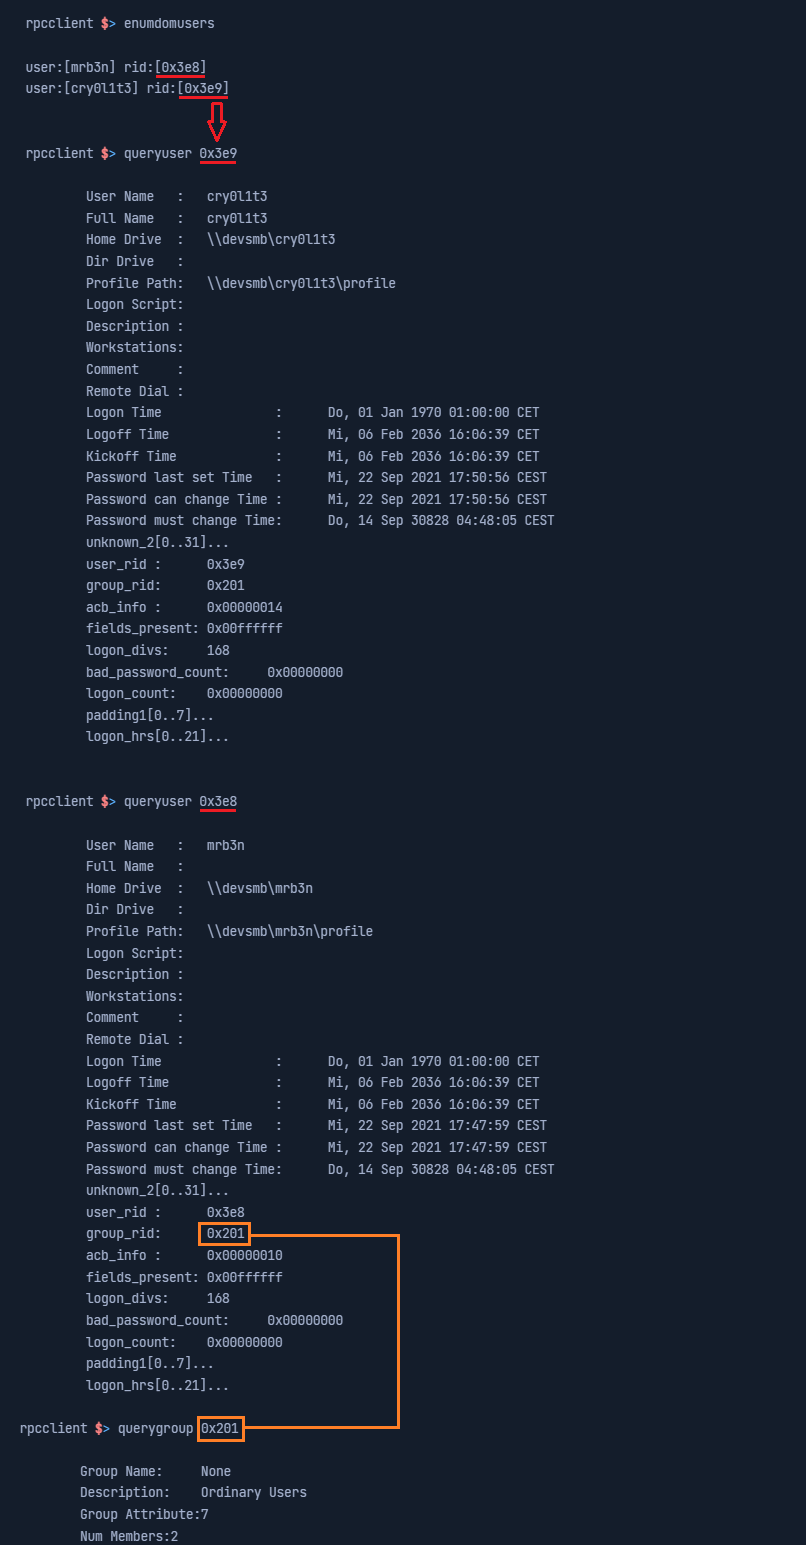 rpcclient $> enumdomusers
user:[mrb3n] rid:[0x3e8]
user:[cry0l1t3] rid:[0x3e9]
rpcclient $> queryuser 0x3e9
User Name   :   cry0l1t3
Full Name   :   cry0l1t3
Home Drive  :   \\devsmb\cry0l1t3
Dir Drive   :
Profile Path:   \\devsmb\cry0l1t3\profile
Logon Script:
Description :
Workstations:
Comment     :
Remote Dial :
Logon Time               :      Do, 01 Jan 1970 01:00:00 CET
Logoff Time              :      Mi, 06 Feb 2036 16:06:39 CET
Kickoff Time             :      Mi, 06 Feb 2036 16:06:39 CET
Password last set Time   :      Mi, 22 Sep 2021 17:50:56 CEST
Password can change Time :      Mi, 22 Sep 2021 17:50:56 CEST
Password must change Time:      Do, 14 Sep 30828 04:48:05 CEST
unknown_2[0..31]...
user_rid :      0x3e9
group_rid:      0x201
acb_info :      0x00000014
fields_present: 0x00ffffff
logon_divs:     168
bad_password_count:     0x00000000
logon_count:    0x00000000
padding1[0..7]...
logon_hrs[0..21]...
rpcclient $> queryuser 0x3e8
User Name   :   mrb3n
Full Name   :
Home Drive  :   \\devsmb\mrb3n
Dir Drive   :
Profile Path:   \\devsmb\mrb3n\profile
Logon Script:
Description :
Workstations:
Comment     :
Remote Dial :
Logon Time               :      Do, 01 Jan 1970 01:00:00 CET
Logoff Time              :      Mi, 06 Feb 2036 16:06:39 CET
Kickoff Time             :      Mi, 06 Feb 2036 16:06:39 CET
Password last set Time   :      Mi, 22 Sep 2021 17:47:59 CEST
Password can change Time :      Mi, 22 Sep 2021 17:47:59 CEST
Password must change Time:      Do, 14 Sep 30828 04:48:05 CEST
unknown_2[0..31]...
user_rid :      0x3e8
group_rid:      0x201
acb_info :      0x00000010
fields_present: 0x00ffffff
logon_divs:     168
bad_password_count:     0x00000000
logon_count:    0x00000000
padding1[0..7]...
logon_hrs[0..21]...
rpcclient $> querygroup 0x201
Group Name:     None
Description:    Ordinary Users
Group Attribute:7
Num Members:2